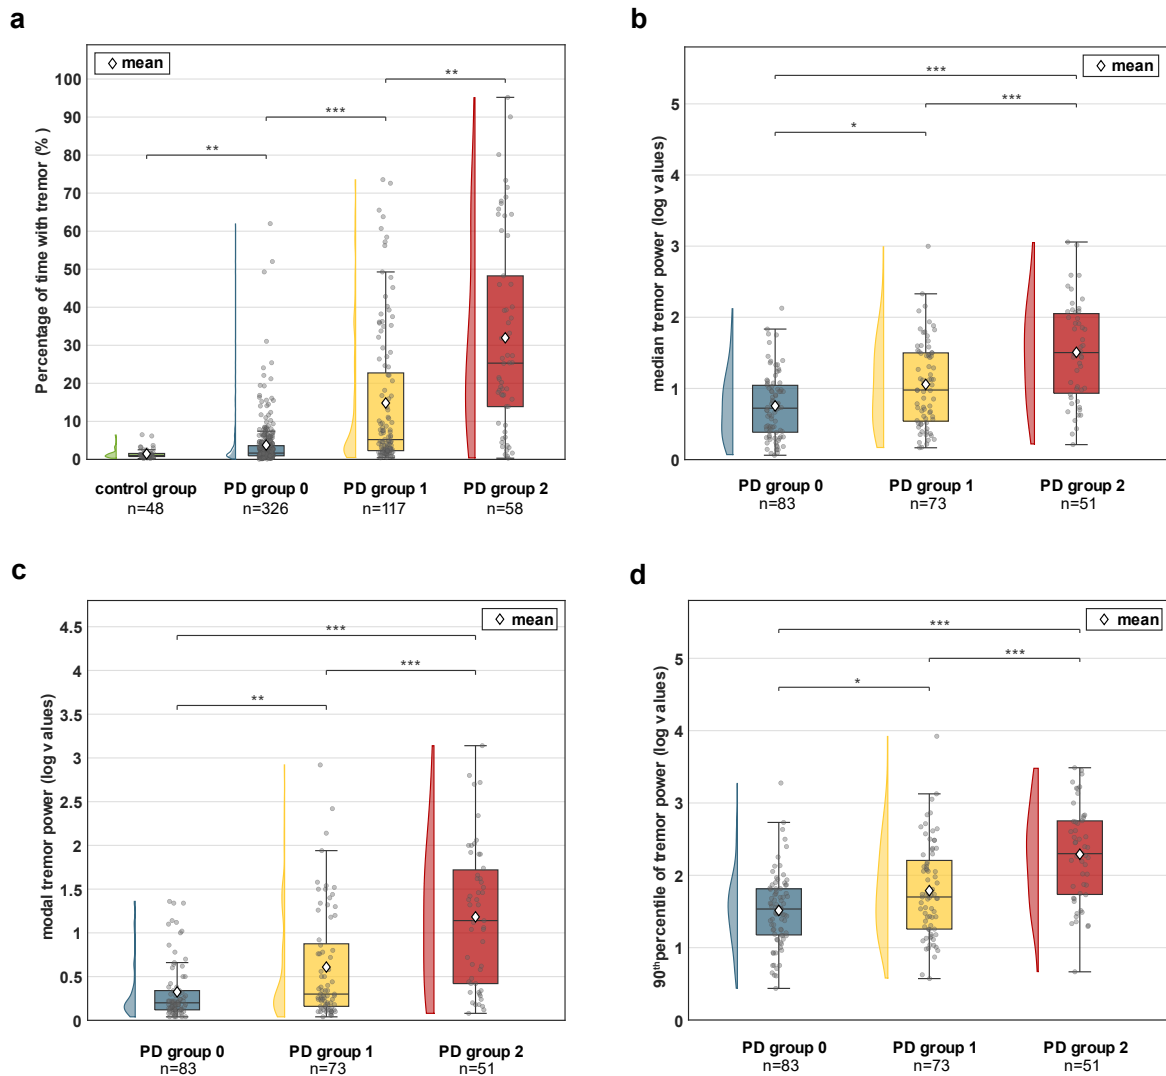 a
mean
Percentage of time with tremor (% )
100
90
80
70
60
50
40
30
20
10
0
**
***
**
control group
n=48
PD group 0
n=326
PD group 1
n=117
PD group 2
n=58
b
mean
median tremor power (log v alues)
5
4
3
2
1
0
***
***
*
PD group 0
n=83
PD group 1
n=73
PD group 2
n=51
c
mean
modal tremor power (log v alues)
4.5
4
3.5
3
2.5
2
1.5
1
0.5
0
***
***
**
PD group 0
n=83
PD group 1
n=73
PD group 2
n=51
d
mean
90thpercentile of tremor power (log v alues)
5
4
3
2
1
0
***
***
*
PD group 0
n=83
PD group 1
n=73
PD group 2
n=51